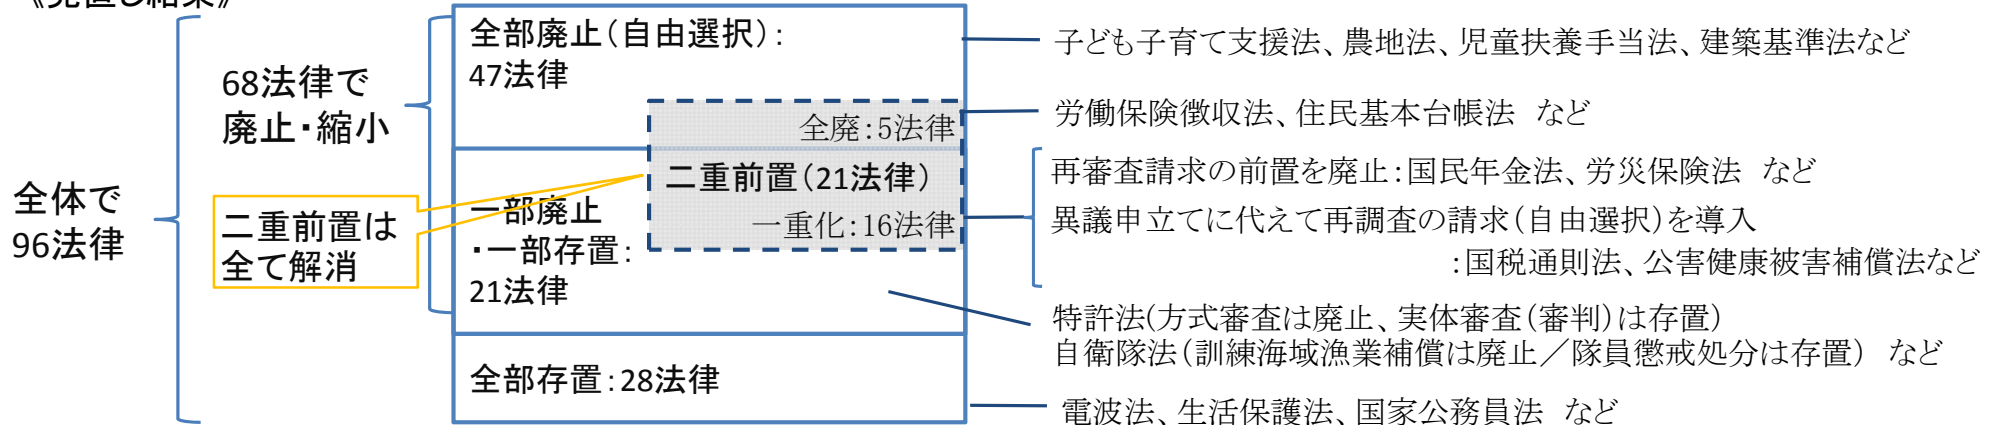 《見直し結果》
全体で
96法律
68法律で
廃止・縮小
二重前置は
全て解消
全部廃止(自由選択):
47法律
全廃:5法律
二重前置(21法律)
一重化:16法律
一部廃止
・一部存置:
21法律
全部存置:28法律
子ども子育て支援法、農地法、児童扶養手当法、建築基準法など
労働保険徴収法、住民基本台帳法 など
再審査請求の前置を廃止:国民年金法、労災保険法 など
異議申立てに代えて再調査の請求(自由選択)を導入
:国税通則法、公害健康被害補償法など
特許法(方式審査は廃止、実体審査(審判)は存置)
自衛隊法(訓練海域漁業補償は廃止/隊員懲戒処分は存置) など
電波法、生活保護法、国家公務員法 など